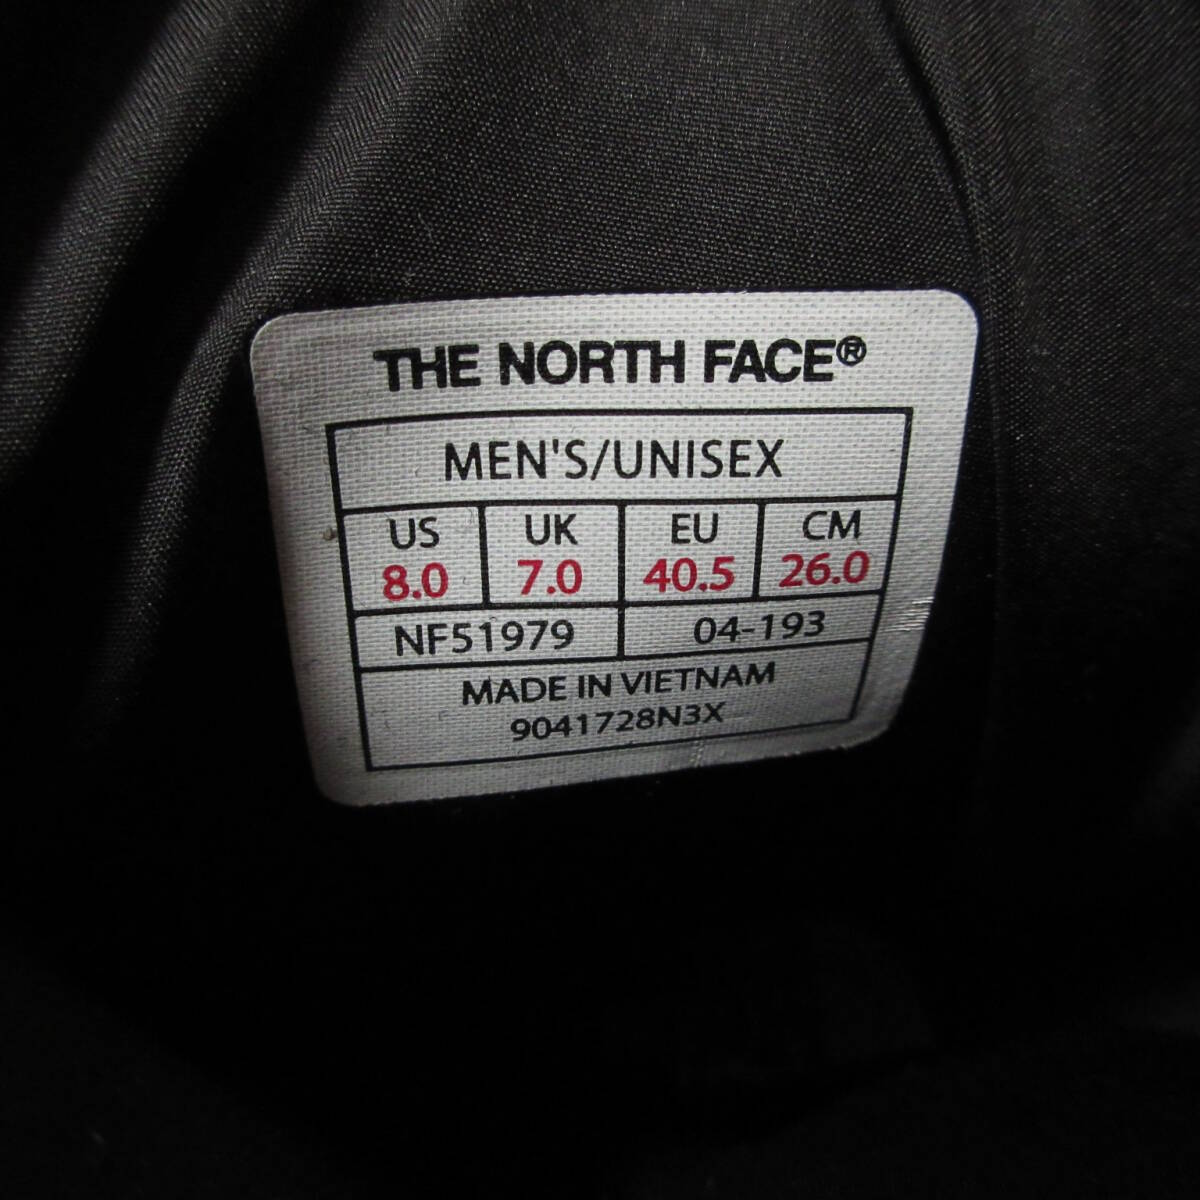 THE NORTH FACE®
MEN'S/UNISEX
US UK EU CM
8.0 7.0 40.5 26.0
NF51979 04-193
MADE IN VIETNAM
9041728N3X